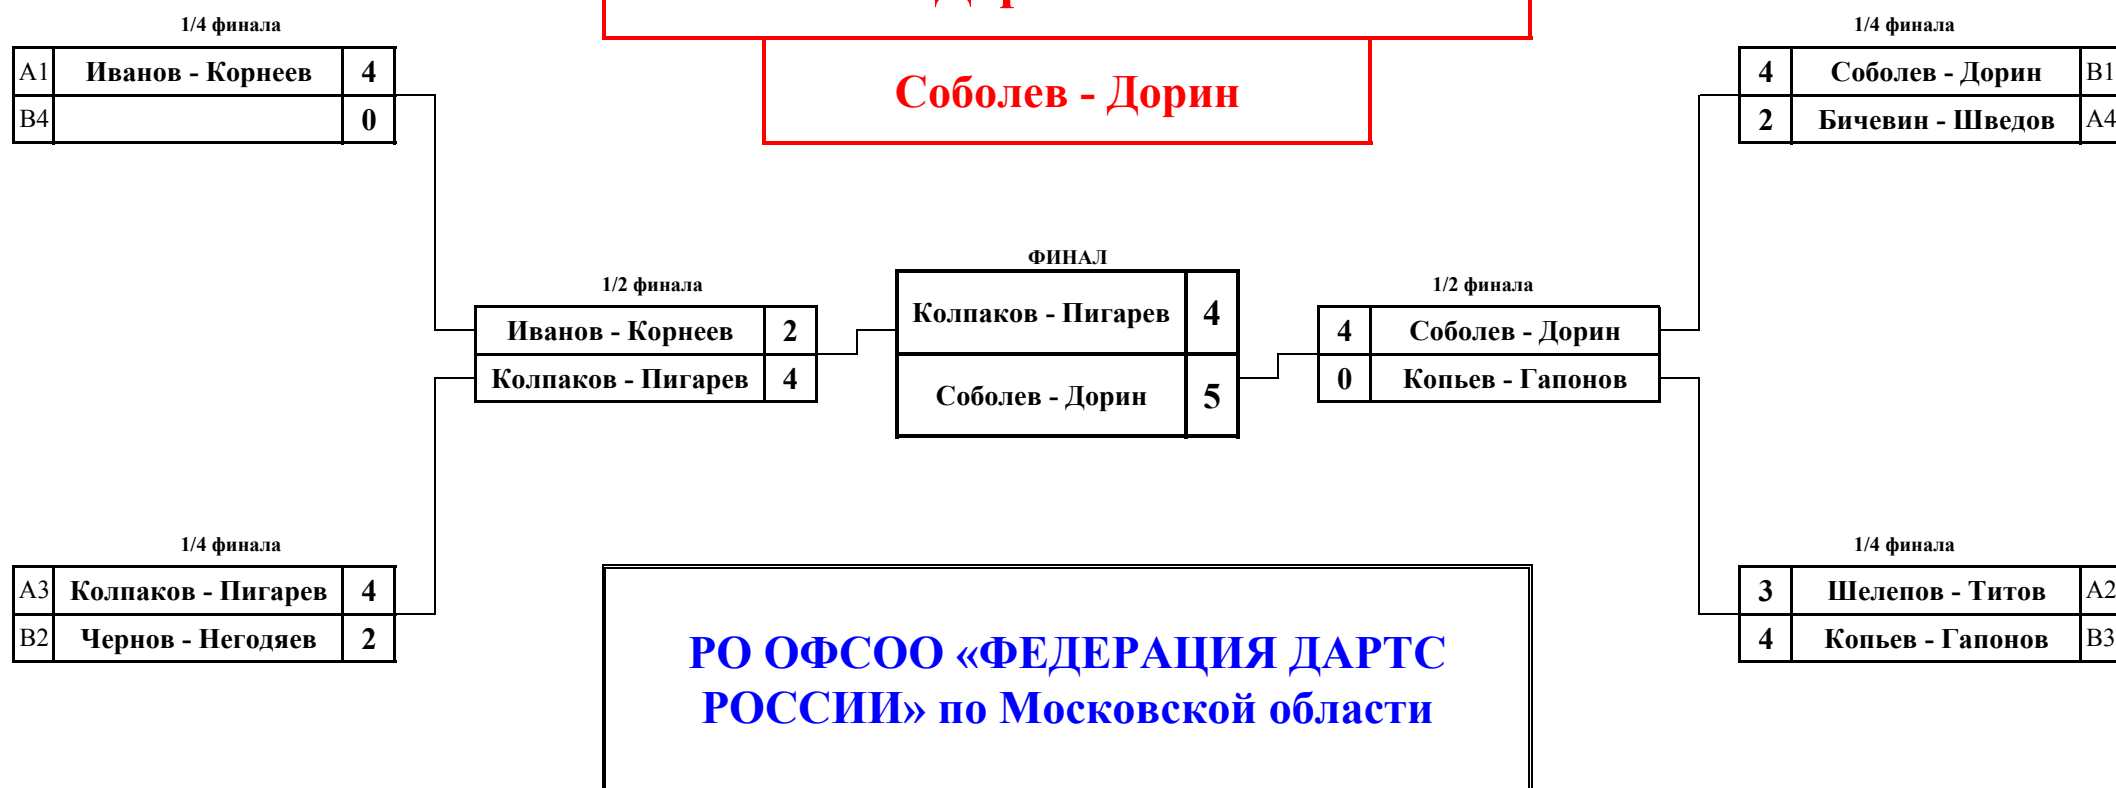 1/4 финала
1/4 финала
A1 Иванов - Корнеев 4
B4 0
Соболев - Дорин
4 Соболев - Дорин B1
2 Бичевин - Шведов A4
ФИНАЛ
1/2 финала
1/2 финала
Иванов - Корнеев 2
Колпаков - Пигарев 4
Колпаков - Пигарев 4
Соболев - Дорин 5
4 Соболев - Дорин
0 Копьев - Гапонов
1/4 финала
1/4 финала
A3 Колпаков - Пигарев 4
B2 Чернов - Негодяев 2
3 Шелепов - Титов A2
4 Копьев - Гапонов B3
РО ОФСОО «ФЕДЕРАЦИЯ ДАРТС
РОССИИ» по Московской области